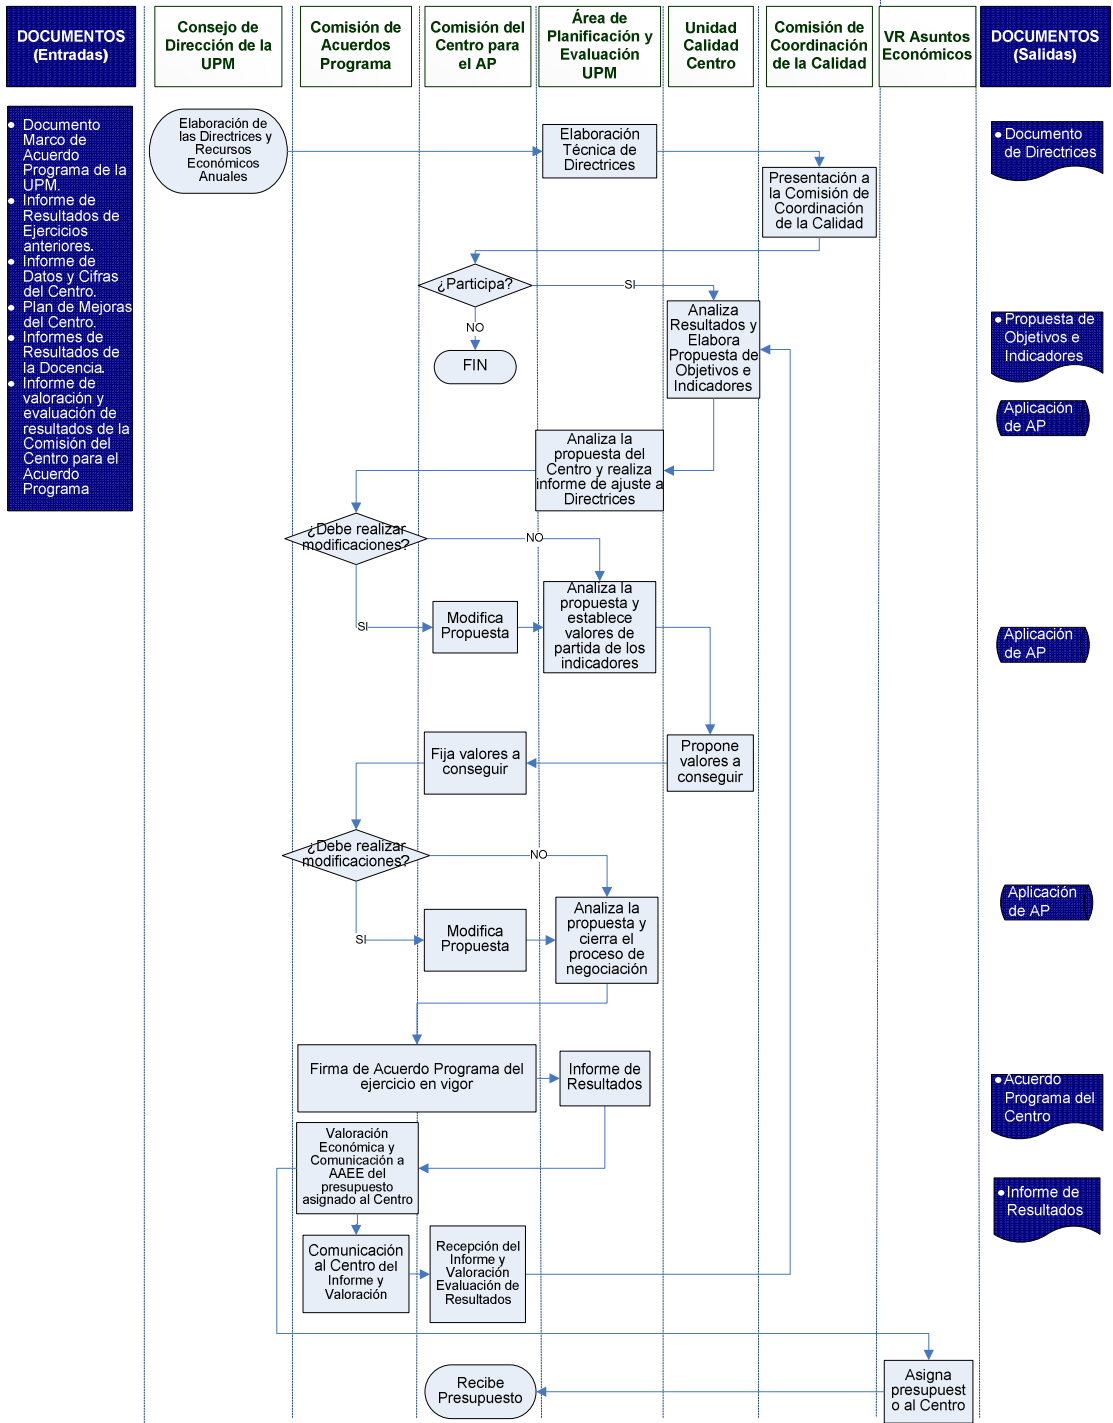 DOCUMENTOS
(Entradas)
Consejo de
Dirección de la
UPM
Comisión de
Acuerdos
Programa
Comisión del
Centro para
el AP
Área de
Planificación y
Evaluación
UPM
Unidad
Calidad
Centro
Comisión de
Coordinación
de la Calidad
VR Asuntos
Económicos
DOCUMENTOS
(Salidas)
● Documento
Marco de
Acuerdo
Programa de la
UPM.
● Informe de
Resultados de
Ejercicios
anteriores.
● Informe de
Datos y Cifras
del Centro.
● Plan de Mejoras
del Centro.
● Informes de
Resultados de
la Docencia.
● Informe de
valoración y
evaluación de
resultados de la
Comisión del
Centro para el
Acuerdo
Programa
Elaboración de
las Directrices y
Recursos
Económicos
Anuales
Elaboración
Técnica de
Directrices
● Documento
de Directrices
Presentación a
la Comisión de
Coordinación
de la Calidad
¿Participa?
SI
NO
FIN
Analiza
Resultados y
Elabora
Propuesta de
Objetivos e
Indicadores
● Propuesta de
Objetivos e
Indicadores
Aplicación
de AP
Analiza la
propuesta del
Centro y realiza
informe de ajuste a
Directrices
¿Debe realizar
modificaciones?
NO
SI
Modifica
Propuesta
Analiza la
propuesta y
establece
valores de
partida de los
indicadores
Aplicación
de AP
Fija valores a
conseguir
Propone
valores a
conseguir
¿Debe realizar
modificaciones?
NO
SI
Modifica
Propuesta
Analiza la
propuesta y
cierra el
proceso de
negociación
Aplicación
de AP
Firma de Acuerdo Programa del
ejercicio en vigor
Informe de
Resultados
● Acuerdo
Programa del
Centro
Valoración
Económica y
Comunicación a
AAEE del
presupuesto
asignado al Centro
● Informe de
Resultados
Comunicación
al Centro del
Informe y
Valoración
Recepción del
Informe y
Valoración
Evaluación de
Resultados
Recibe
Presupuesto
Asigna
presupuest
o al Centro